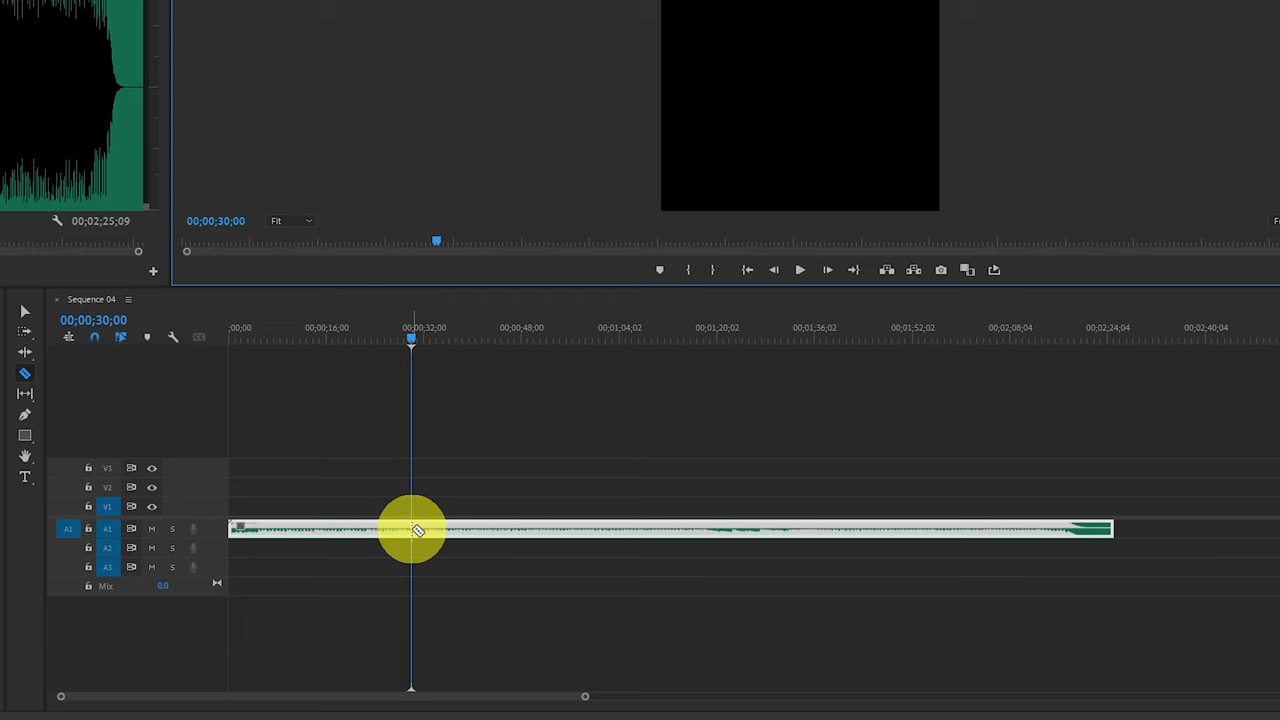 00;02;25;09
00;00;30;00
Fit
Sequence 04
00;00;30;00
;00;00
00;00;16;00
00;00;32;00
00;00;48;00
00;01;04;02
00;01;20;02
00;01;36;02
00;01;52;02
00;02;08;04
00;02;24;04
00;02;40;04
V3
V2
V1
A1 A1 M S
A2 M S
A3 M S
Mix 0.0
T